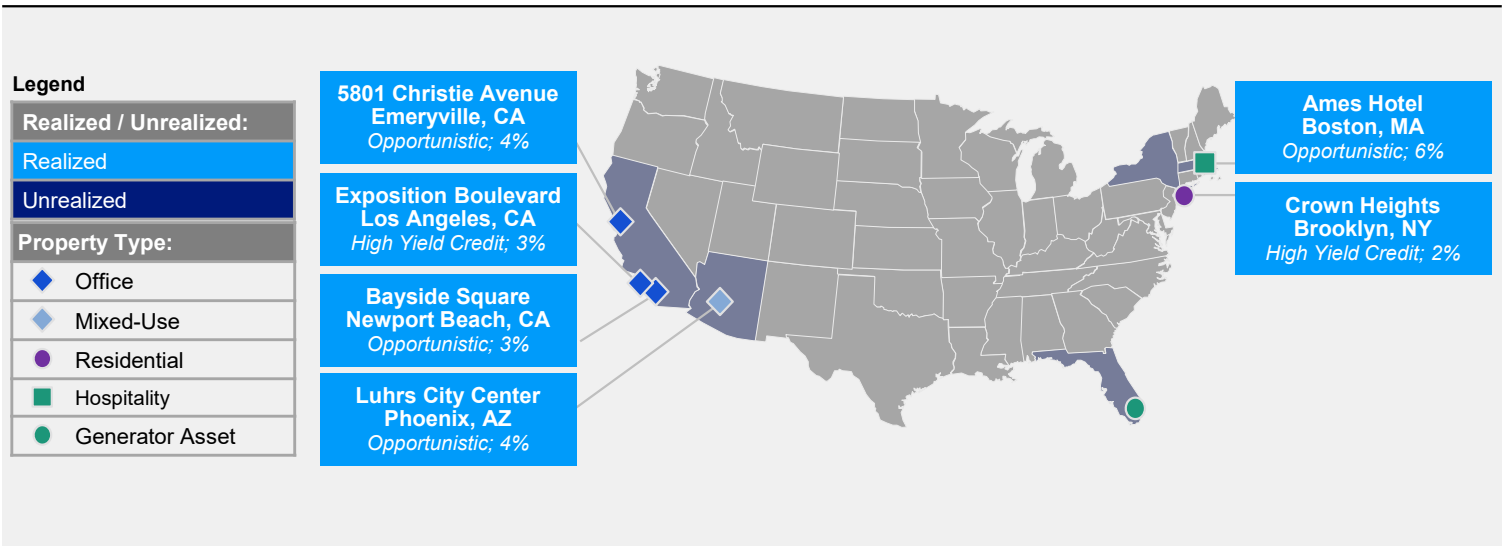 Legend
Realized / Unrealized:
Realized
Unrealized
Property Type:
Office
Mixed-Use
Residential
Hospitality
Generator Asset
5801 Christie Avenue
Emeryville, CA
Opportunistic; 4%
Exposition Boulevard
Los Angeles, CA
High Yield Credit; 3%
Bayside Square
Newport Beach, CA
Opportunistic; 3%
Luhrs City Center
Phoenix, AZ
Opportunistic; 4%
Ames Hotel
Boston, MA
Opportunistic; 6%
Crown Heights
Brooklyn, NY
High Yield Credit; 2%